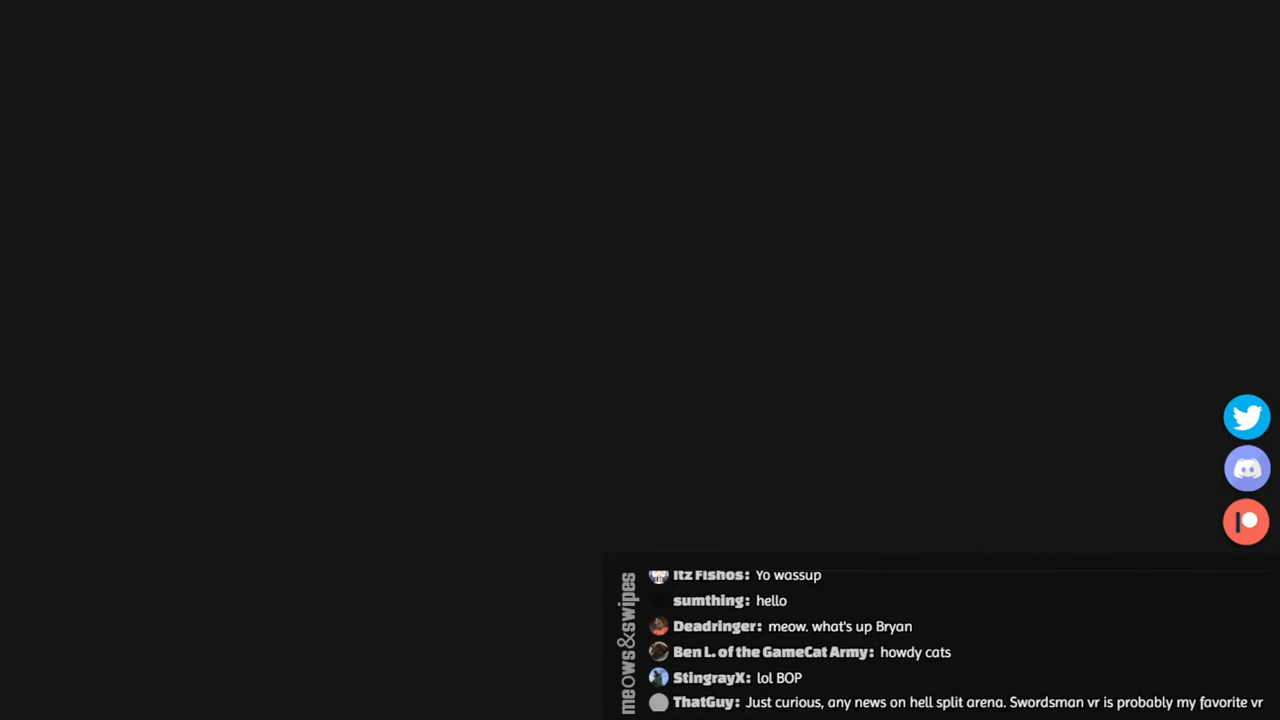 meows&swipes
Itz Fishos: Yo wassup
sumthing: hello
Deadringer: meow. what's up Bryan
Ben L. of the GameCat Army: howdy cats
StingrayX: lol BOP
ThatGuy: Just curious, any news on hell split arena. Swordsman vr is probably my favorite vr